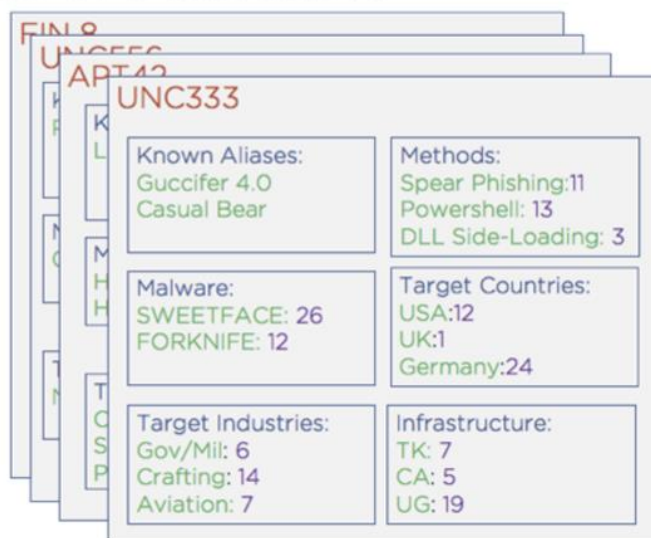 FIN 8
UNC556
APT42
UNC333
Known Aliases:
Guccifer 4.0
Casual Bear
Methods:
Spear Phishing:11
Powershell: 13
DLL Side-Loading: 3
Malware:
SWEETFACE: 26
FORKNIFE: 12
Target Countries:
USA:12
UK:1
Germany:24
Target Industries:
Gov/Mil: 6
Crafting: 14
Aviation: 7
Infrastructure:
TK: 7
CA: 5
UG: 19